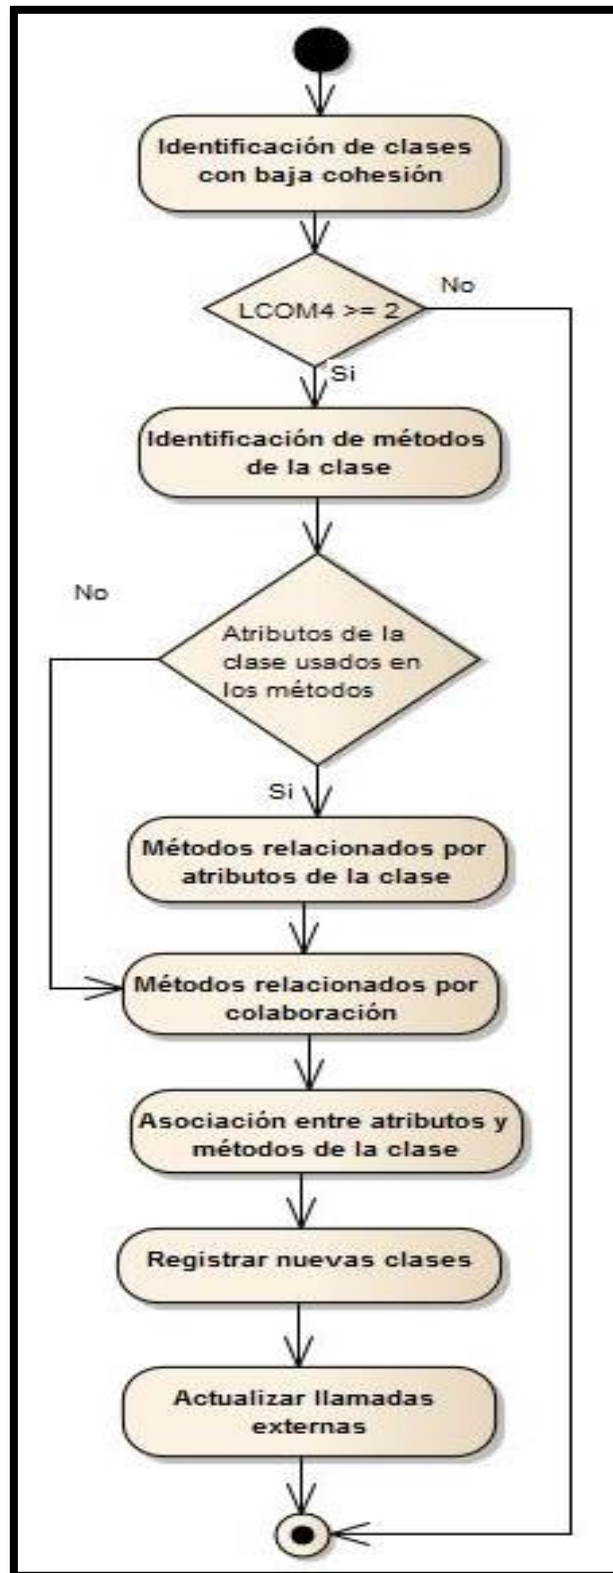 Identificación de clases
con baja cohesión
LCOM4 >= 2
No
Si
Identificación de métodos
de la clase
No
Atributos de la
clase usados en
los métodos
Si
Métodos relacionados por
atributos de la clase
Métodos relacionados por
colaboración
Asociación entre atributos y
métodos de la clase
Registrar nuevas clases
Actualizar llamadas
externas